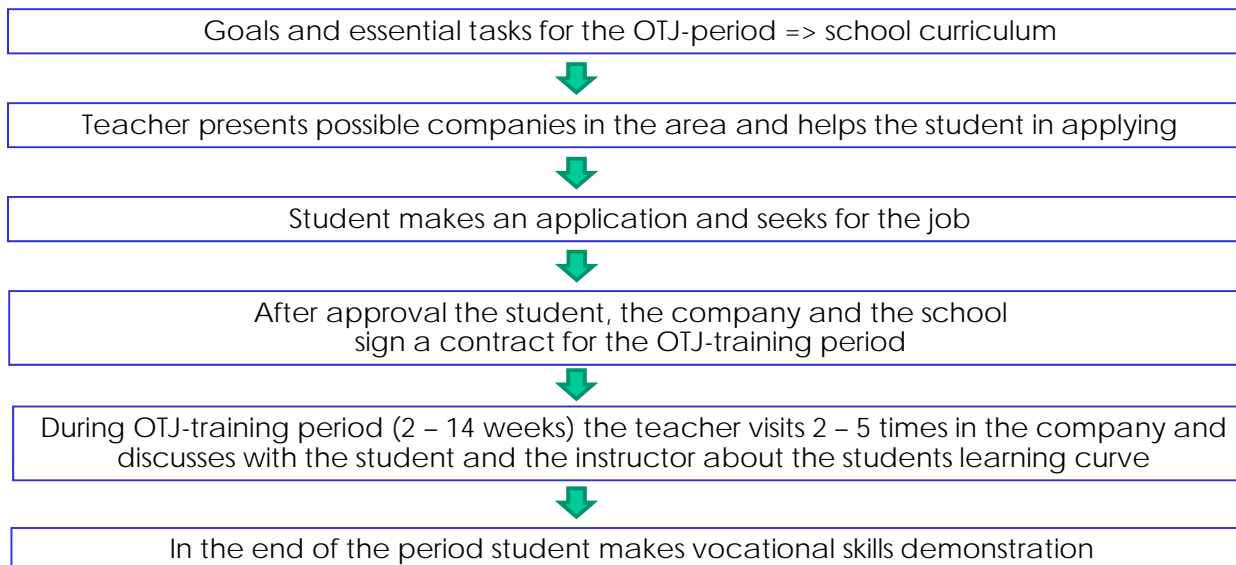 Goals and essential tasks for the OTJ-period => school curriculum
Teacher presents possible companies in the area and helps the student in applying
Student makes an application and seeks for the job
After approval the student, the company and the school
sign a contract for the OTJ-training period
During OTJ-training period (2 – 14 weeks) the teacher visits 2 – 5 times in the company and
discusses with the student and the instructor about the students learning curve
In the end of the period student makes vocational skills demonstration